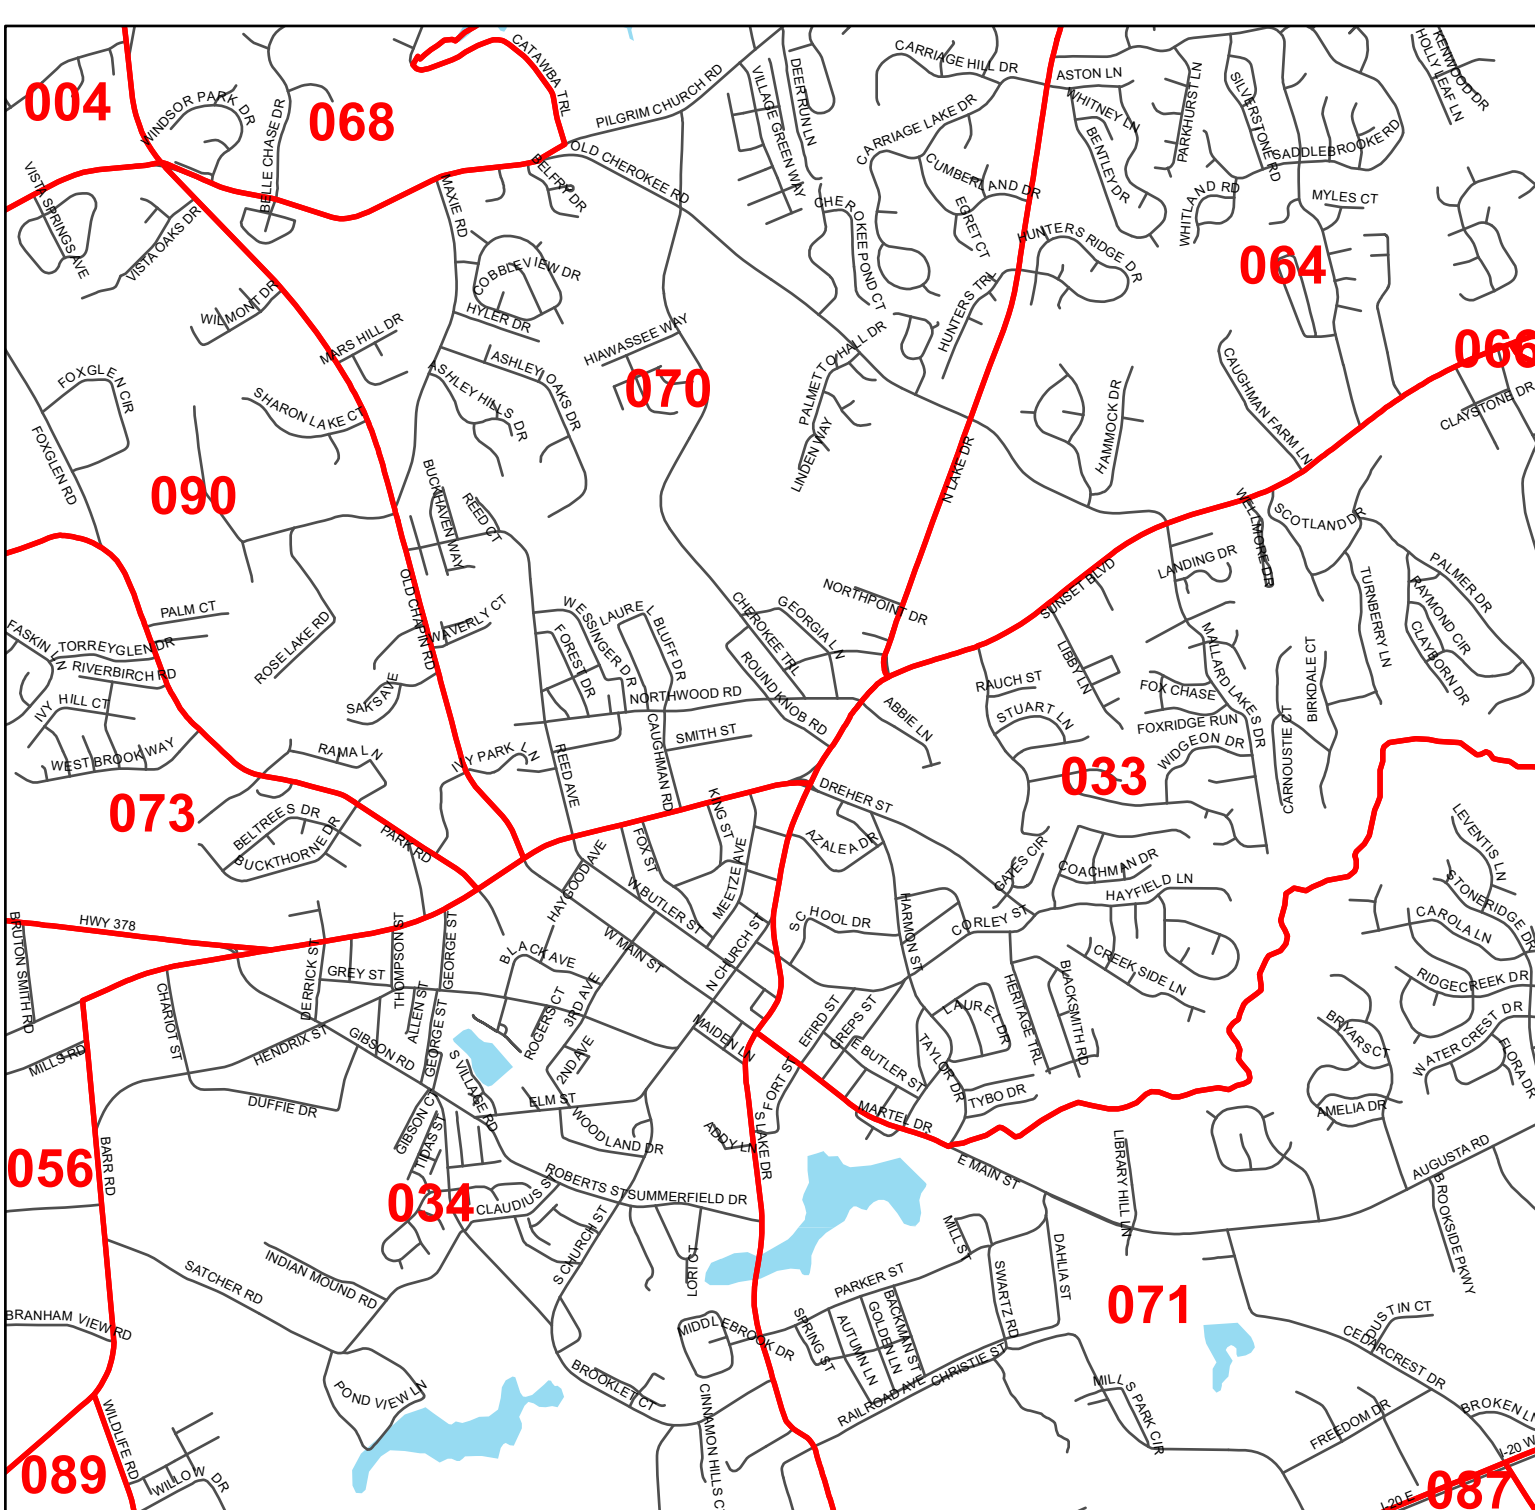 004
068
WINDSOR PARK DR
BELLE CHASE DR
CATAWBA TRL
PILGRIM CHURCH RD
VILLAGE GREEN WAY
DEER RUN LN
CARRIAGE HILL DR
ASTON LN
WHITNEY LN
PARKHURST LN
SILVERSTONE RD
KENWOOD DR
HOLLY LEAF LN
VISTA SPRINGS AVE
VISTA OAKS DR
MAXIE RD
BELFRY DR
OLD CHEROKEE RD
CARRIAGE LAKE DR
CUMBERLAND DR
EGRET CT
BENTLEY DR
SADDLEBROOKE RD
WHITLAND RD
MYLES CT
CHEROKEE POND CT
HUNTERS RIDGE DR
064
WILMONT DR
COBBLEVIEW DR
HYLER DR
HIAWASSEE WAY
HUNTERS TRL
MARS HILL DR
ASHLEY OAKS DR
ASHLEY HILLS DR
070
PALMETTO HALL DR
CAUGHMAN FARM LN
066
CLAYSTONE DR
FOXGLEN CIR
FOXGLEN RD
SHARON LAKE CT
LINDEN WAY
HAMMOCK DR
N LAKE DR
090
BUCKHAVEN WAY
REED CT
WELLMORE DR
SCOTLAND DR
LANDING DR
PALMER DR
RAYMOND CIR
CLAYBORN DR
TURNBERRY LN
SUNSET BLVD
OLD CHAPIN RD
WAVERLY CT
WESSINGER DR
LAUREL BLUFF DR
FOREST DR
CHEROKEE TRL
GEORGIA LN
NORTHPOINT DR
PALM CT
FASKIN LN
TORREYGLEN DR
RIVERBIRCH RD
ROSE LAKE RD
IVY HILL CT
SAKS AVE
NORTHWOOD RD
ROUND KNOB RD
RAUCH ST
LIBBY LN
STUART LN
ABBIE LN
FOX CHASE
FOXRIDGE RUN
MALLARD LAKES DR
WIDGEON DR
CARNOUSTIE CT
BIRKDALE CT
WEST BROOK WAY
RAMA LN
IVY PARK LN
REED AVE
CAUGHMAN RD
SMITH ST
033
073
BELTREES DR
BUCKTHORNE DR
PARK RD
KING ST
DREHER ST
AZALEA DR
FOX ST
MEETZE AVE
HAYGOOD AVE
W BUTLER ST
GATES CIR
COACHMAN DR
HAYFIELD LN
LEVENTIS LN
STONERIDGE DR
CAROLA LN
HWY 378
BRUTON SMITH RD
DERRICK ST
GREY ST
THOMPSON ST
GEORGE ST
ALLEN ST
GEORGE ST
BLACK AVE
W MAIN ST
N CHURCH ST
SCHOOL DR
HARMON ST
CORLEY ST
CREEK SIDE LN
RIDGECREEK DR
CHARIOT ST
HENDRIX ST
GIBSON RD
ROGERS CT
3RD AVE
2ND AVE
MAIDEN LN
EFIRD ST
CREPS ST
LAUREL DR
HERITAGE TRL
BLACKSMITH RD
BRYARS CT
WATER CREST DR
FLORA DR
MILLS RD
DUFFIE DR
S VILLAGE RD
ELM ST
FORT ST
E BUTLER ST
TAYLOR DR
TYBO DR
MARTEL DR
AMELIA DR
GIBSON CT
TIDAS ST
WOODLAND DR
ADDY LN
S LAKE DR
E MAIN ST
LIBRARY HILL LN
AUGUSTA RD
BROOKSIDE PKWY
056
BARR RD
034
CLAUDIUS ST
ROBERTS ST
SUMMERFIELD DR
S CHURCH ST
LORI CT
MILL ST
DAHLIA ST
SWARTZ RD
INDIAN MOUND RD
SATCHER RD
PARKER ST
071
BRANHAM VIEW RD
MIDDLEBROOK DR
SPRING ST
AUTUMN LN
GOLDEN LN
BACKMAN ST
CHRISTIE ST
RAILROAD AVE
DUSTIN CT
CEDARCREST DR
POND VIEW LN
BROOKLET CT
CINNAMON HILLS C
MILLS PARK CIR
FREEDOM DR
BROKEN LN
WILDLIFE RD
WILLOW DR
089
I-20 W
I-20 E
087